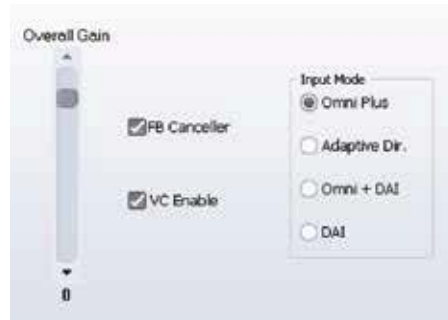 Overall Gain
Input Mode
Omni Plus
FB Canceller
Adaptive Dir.
VC Enable
Omni + DAI
DAI
0